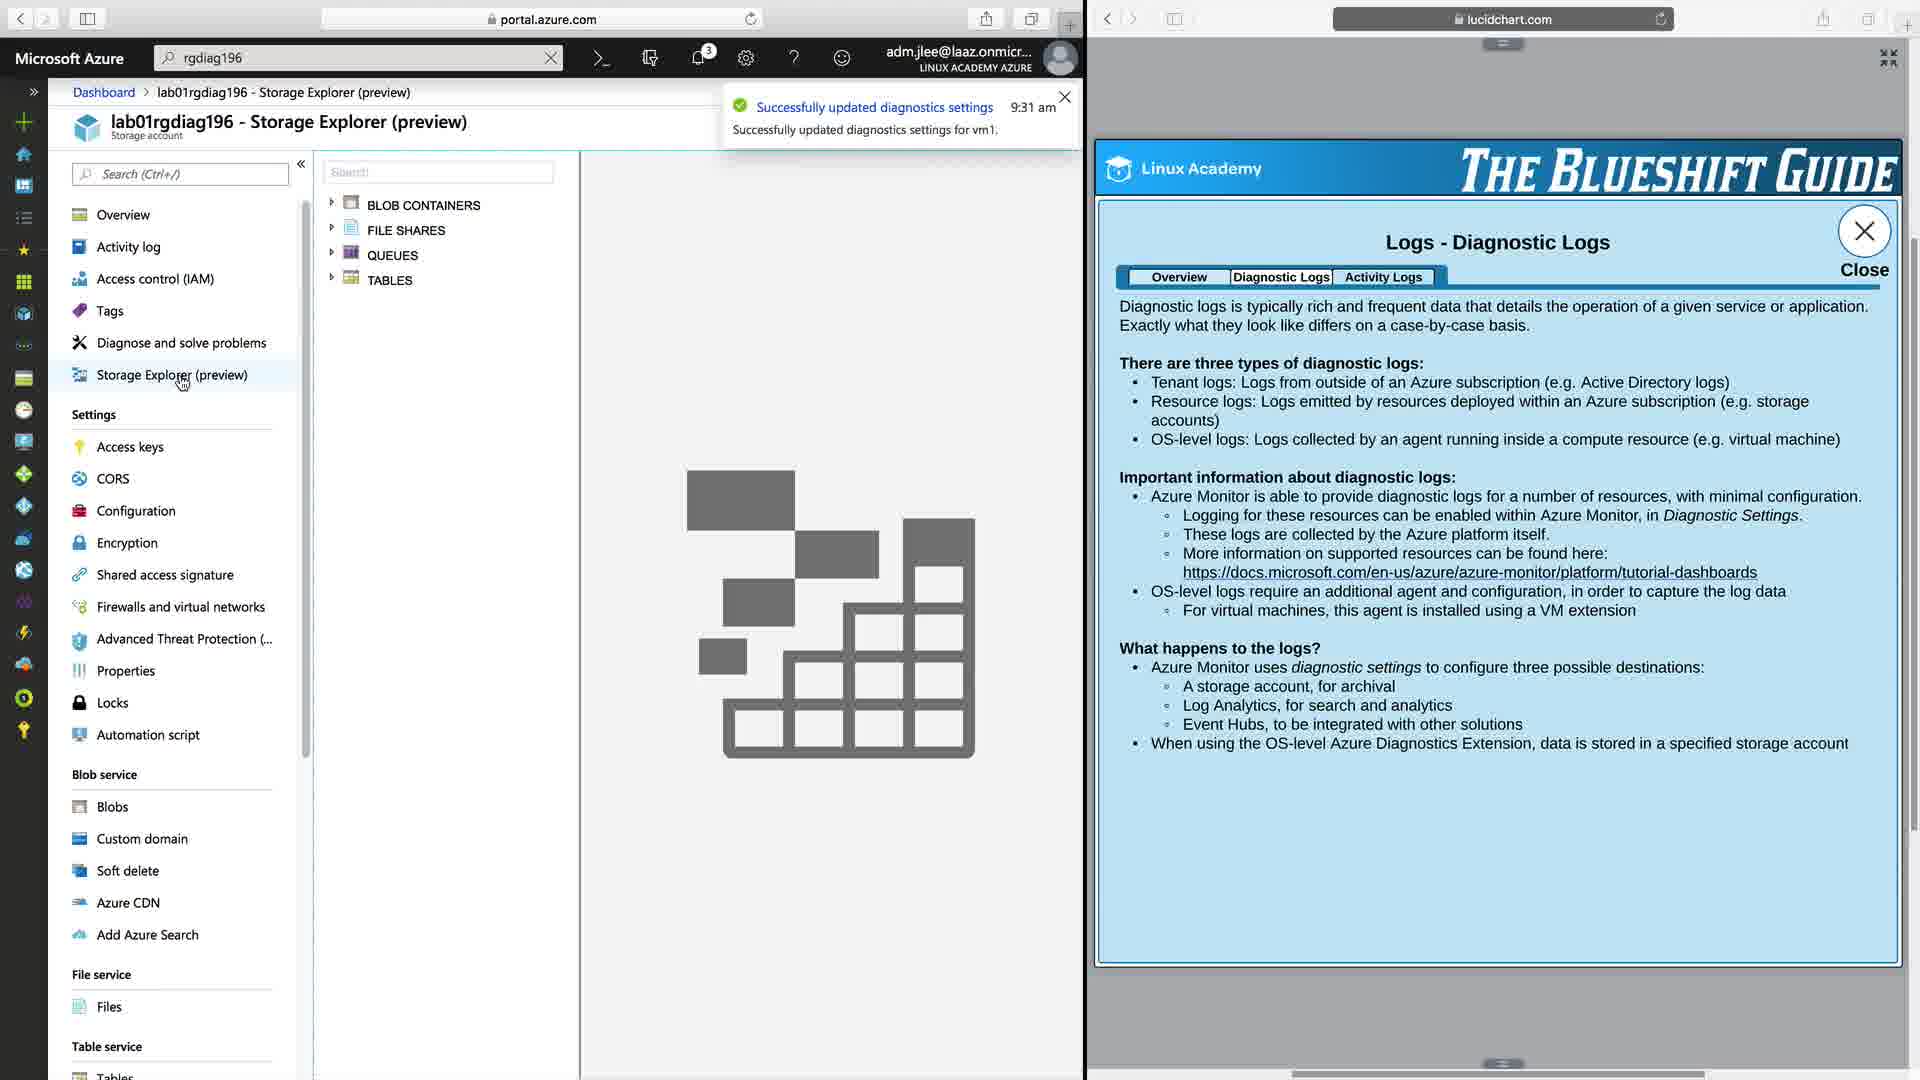 portal.azure.com
Microsoft Azure
rgdiag196
3
adm.jlee@laaz.onmicr...
LINUX ACADEMY AZURE
Dashboard > lab01rgdiag196 - Storage Explorer (preview)
lab01rgdiag196 - Storage Explorer (preview)
Storage account
Successfully updated diagnostics settings 9:31 am
Successfully updated diagnostics settings for vm1.
Search (Ctrl+/)
Overview
Activity log
Access control (IAM)
Tags
Diagnose and solve problems
Storage Explorer (preview)
Settings
Access keys
CORS
Configuration
Encryption
Shared access signature
Firewalls and virtual networks
Advanced Threat Protection (...
Properties
Locks
Automation script
Blob service
Blobs
Custom domain
Soft delete
Azure CDN
Add Azure Search
File service
Files
Table service
Tables
Search
BLOB CONTAINERS
FILE SHARES
QUEUES
TABLES
lucidchart.com
Linux Academy
THE BLUESHIFT GUIDE
Logs - Diagnostic Logs
Close
Overview Diagnostic Logs Activity Logs
Diagnostic logs is typically rich and frequent data that details the operation of a given service or application.
Exactly what they look like differs on a case-by-case basis.
There are three types of diagnostic logs:
• Tenant logs: Logs from outside of an Azure subscription (e.g. Active Directory logs)
• Resource logs: Logs emitted by resources deployed within an Azure subscription (e.g. storage
accounts)
• OS-level logs: Logs collected by an agent running inside a compute resource (e.g. virtual machine)
Important information about diagnostic logs:
• Azure Monitor is able to provide diagnostic logs for a number of resources, with minimal configuration.
◦ Logging for these resources can be enabled within Azure Monitor, in Diagnostic Settings.
◦ These logs are collected by the Azure platform itself.
◦ More information on supported resources can be found here:
https://docs.microsoft.com/en-us/azure/azure-monitor/platform/tutorial-dashboards
• OS-level logs require an additional agent and configuration, in order to capture the log data
◦ For virtual machines, this agent is installed using a VM extension
What happens to the logs?
• Azure Monitor uses diagnostic settings to configure three possible destinations:
◦ A storage account, for archival
◦ Log Analytics, for search and analytics
◦ Event Hubs, to be integrated with other solutions
• When using the OS-level Azure Diagnostics Extension, data is stored in a specified storage account